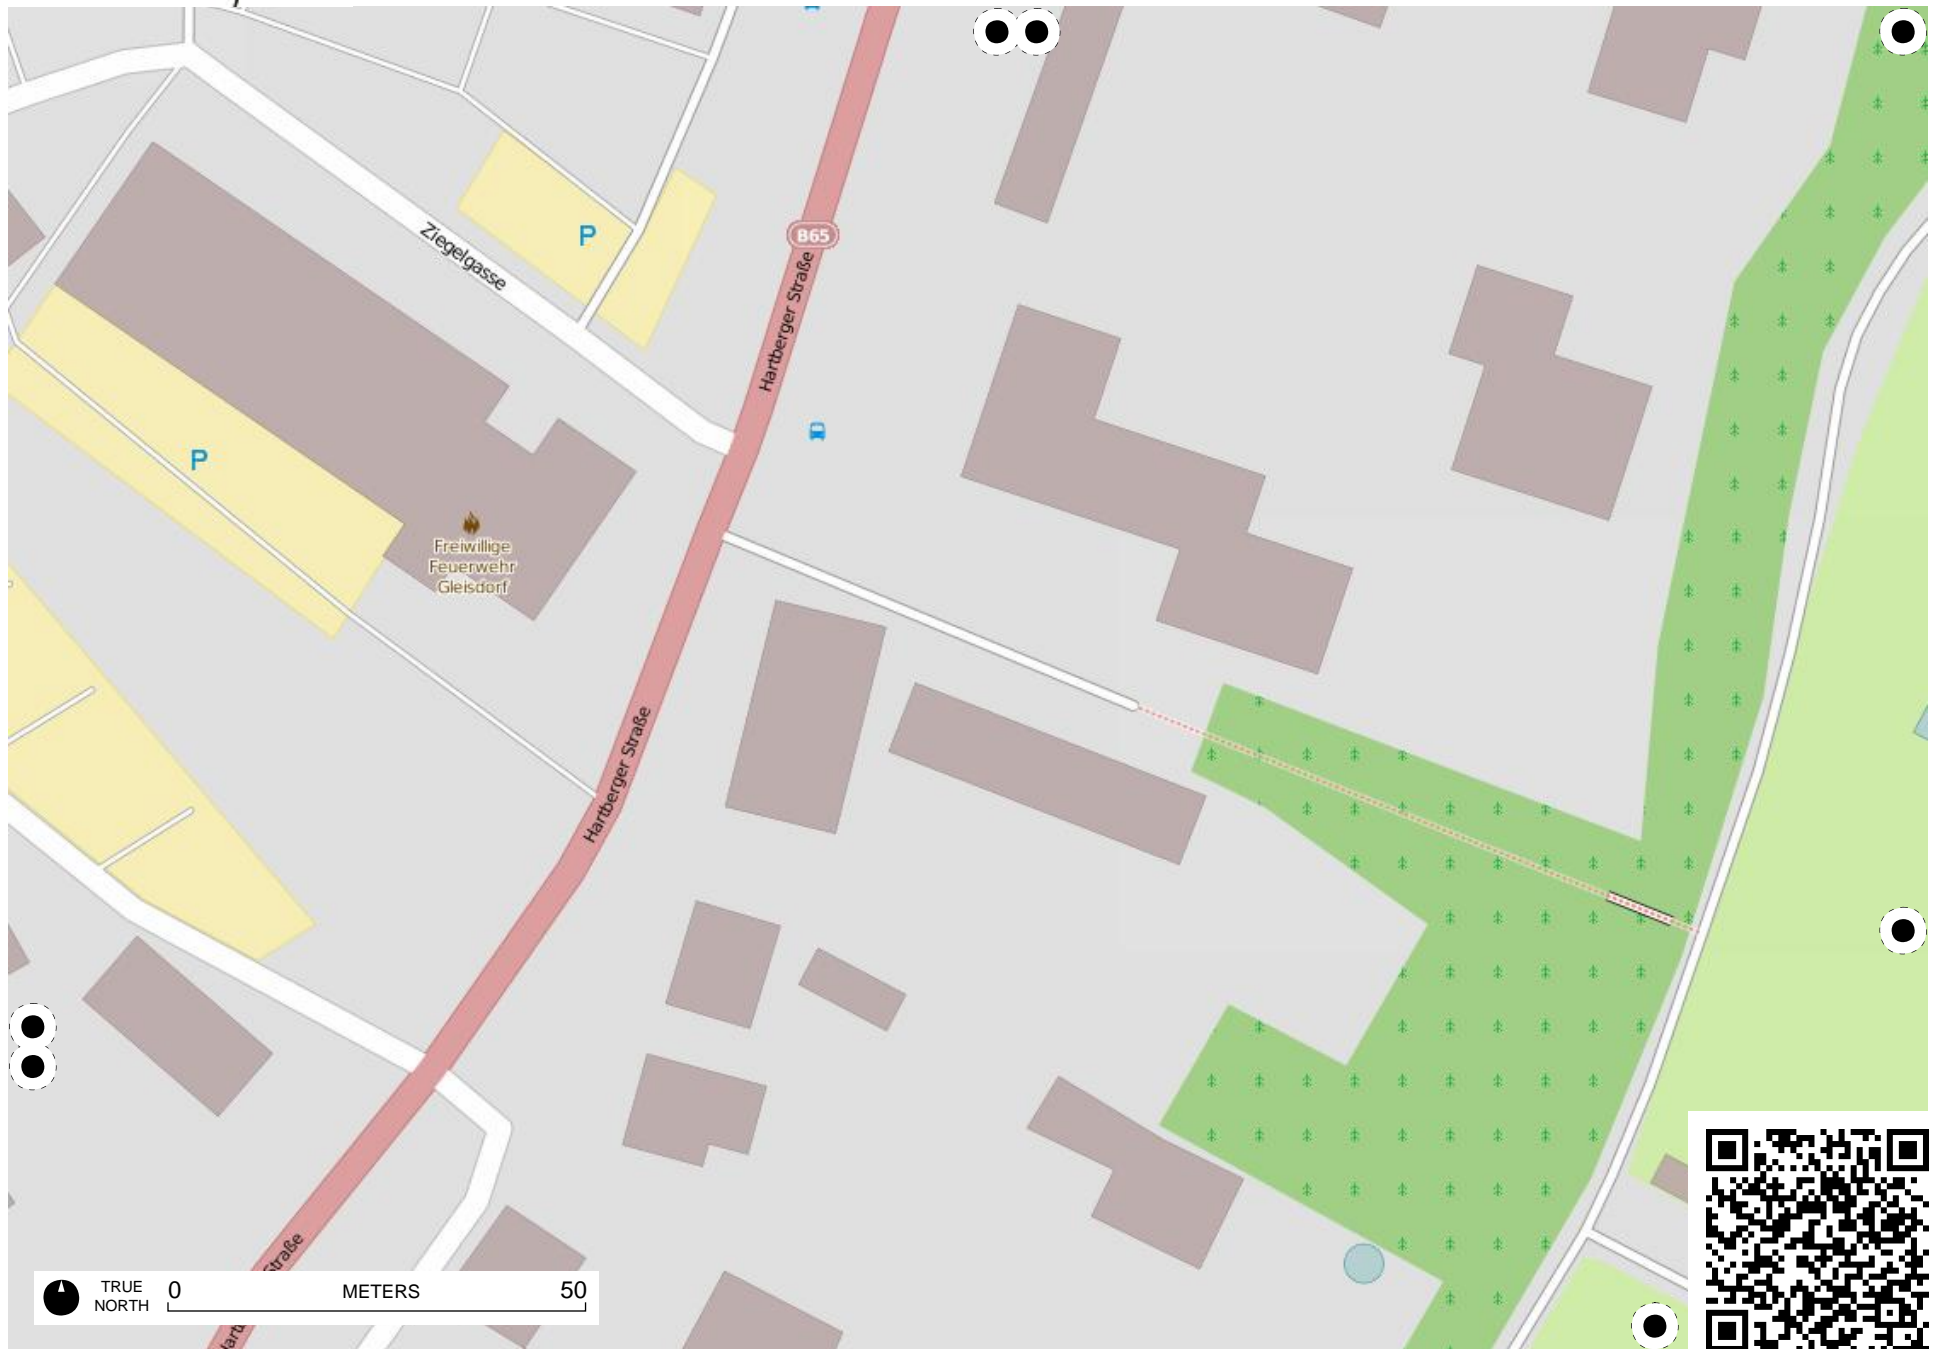 P
B65
Ziegelgasse
Hartberger Straße
P
Freiwillige
Feuerwehr
Gleisdorf
Hartberger Straße
Straße
TRUE
NORTH
0
METERS
50